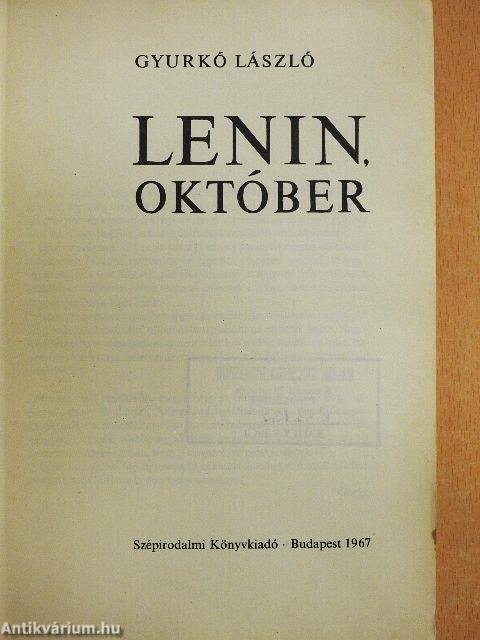 GYURKÓ LÁSZLÓ
LENIN,
OKTÓBER
Szépirodalmi Könyvkiadó · Budapest 1967
Antikvárium.hu